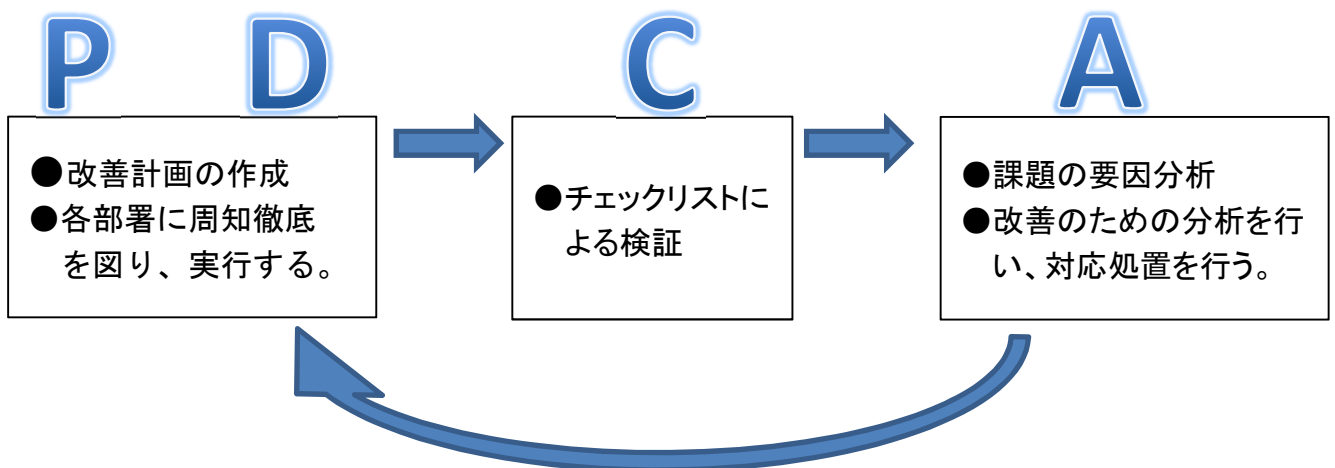 P D C A
●改善計画の作成
●各部署に周知徹底
を図り、実行する。
●チェックリストに
よる検証
●課題の要因分析
●改善のための分析を行
い、対応処置を行う。